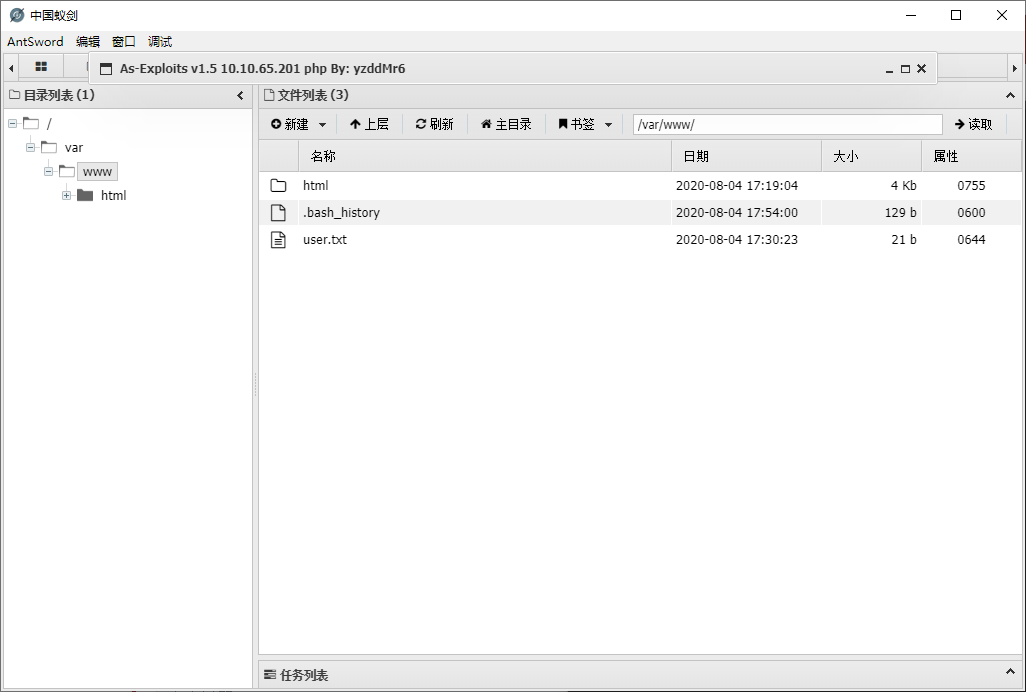 中国蚁剑
AntSword 编辑 窗口 调试
As-Exploits v1.5 10.10.65.201 php By: yzddMr6
目录列表 (1)
/
var
www
html
文件列表 (3)
新建 上层 刷新 主目录 书签 /var/www/ 读取
名称 日期 大小 属性
html 2020-08-04 17:19:04 4 Kb 0755
.bash_history 2020-08-04 17:54:00 129 b 0600
user.txt 2020-08-04 17:30:23 21 b 0644
任务列表